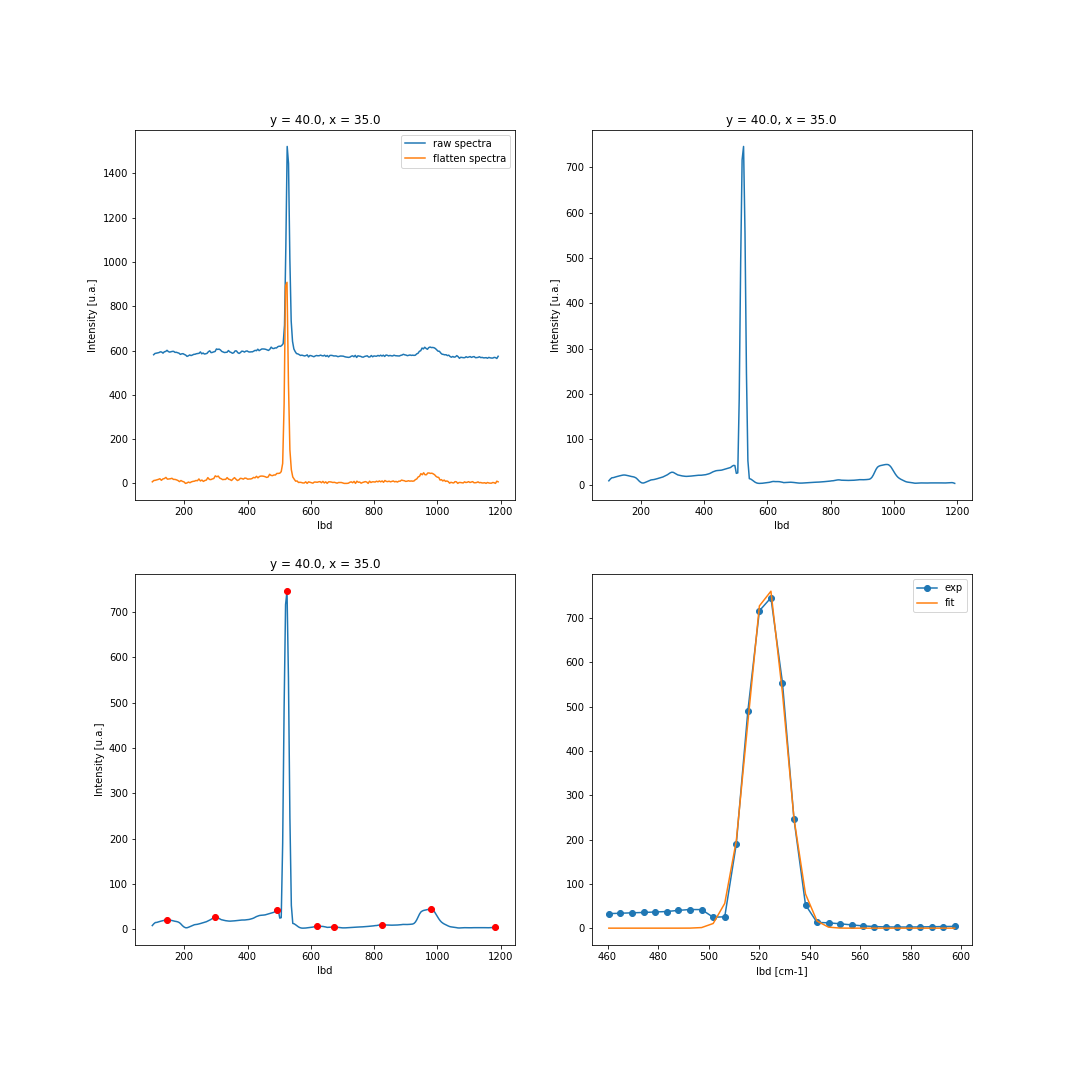 y = 40.0, x = 35.0
raw spectra
flatten spectra
1400
1200
1000
800
600
400
200
0
Intensity [u.a.]
200 400 600 800 1000 1200
lbd
y = 40.0, x = 35.0
700
600
500
400
300
200
100
0
Intensity [u.a.]
200 400 600 800 1000 1200
lbd
y = 40.0, x = 35.0
700
600
500
400
300
200
100
0
Intensity [u.a.]
200 400 600 800 1000 1200
lbd
exp
fit
700
600
500
400
300
200
100
0
460 480 500 520 540 560 580 600
lbd [cm-1]